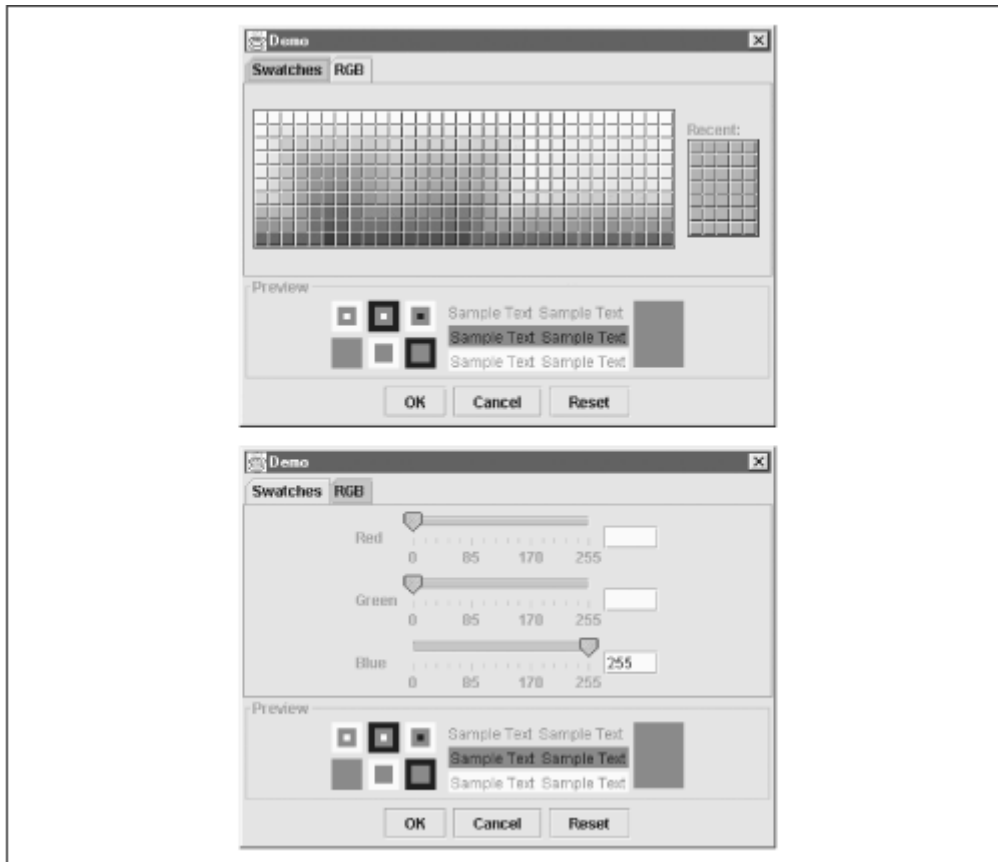 Demo
Swatches RGB
Recent:
Preview
Sample Text Sample Text
Sample Text Sample Text
Sample Text Sample Text
OK Cancel Reset
Demo
Swatches RGB
Red
0 85 170 255
Green
0 85 170 255
Blue 255
0 85 170 255
Preview
Sample Text Sample Text
Sample Text Sample Text
Sample Text Sample Text
OK Cancel Reset